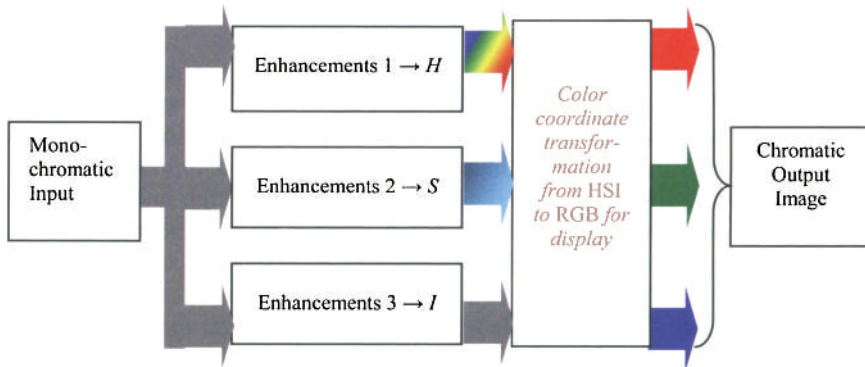 Mono-
chromatic
Input
Enhancements 1 → H
Enhancements 2 → S
Enhancements 3 → I
Color
coordinate
transfor-
mation
from HSI
to RGB for
display
Chromatic
Output
Image